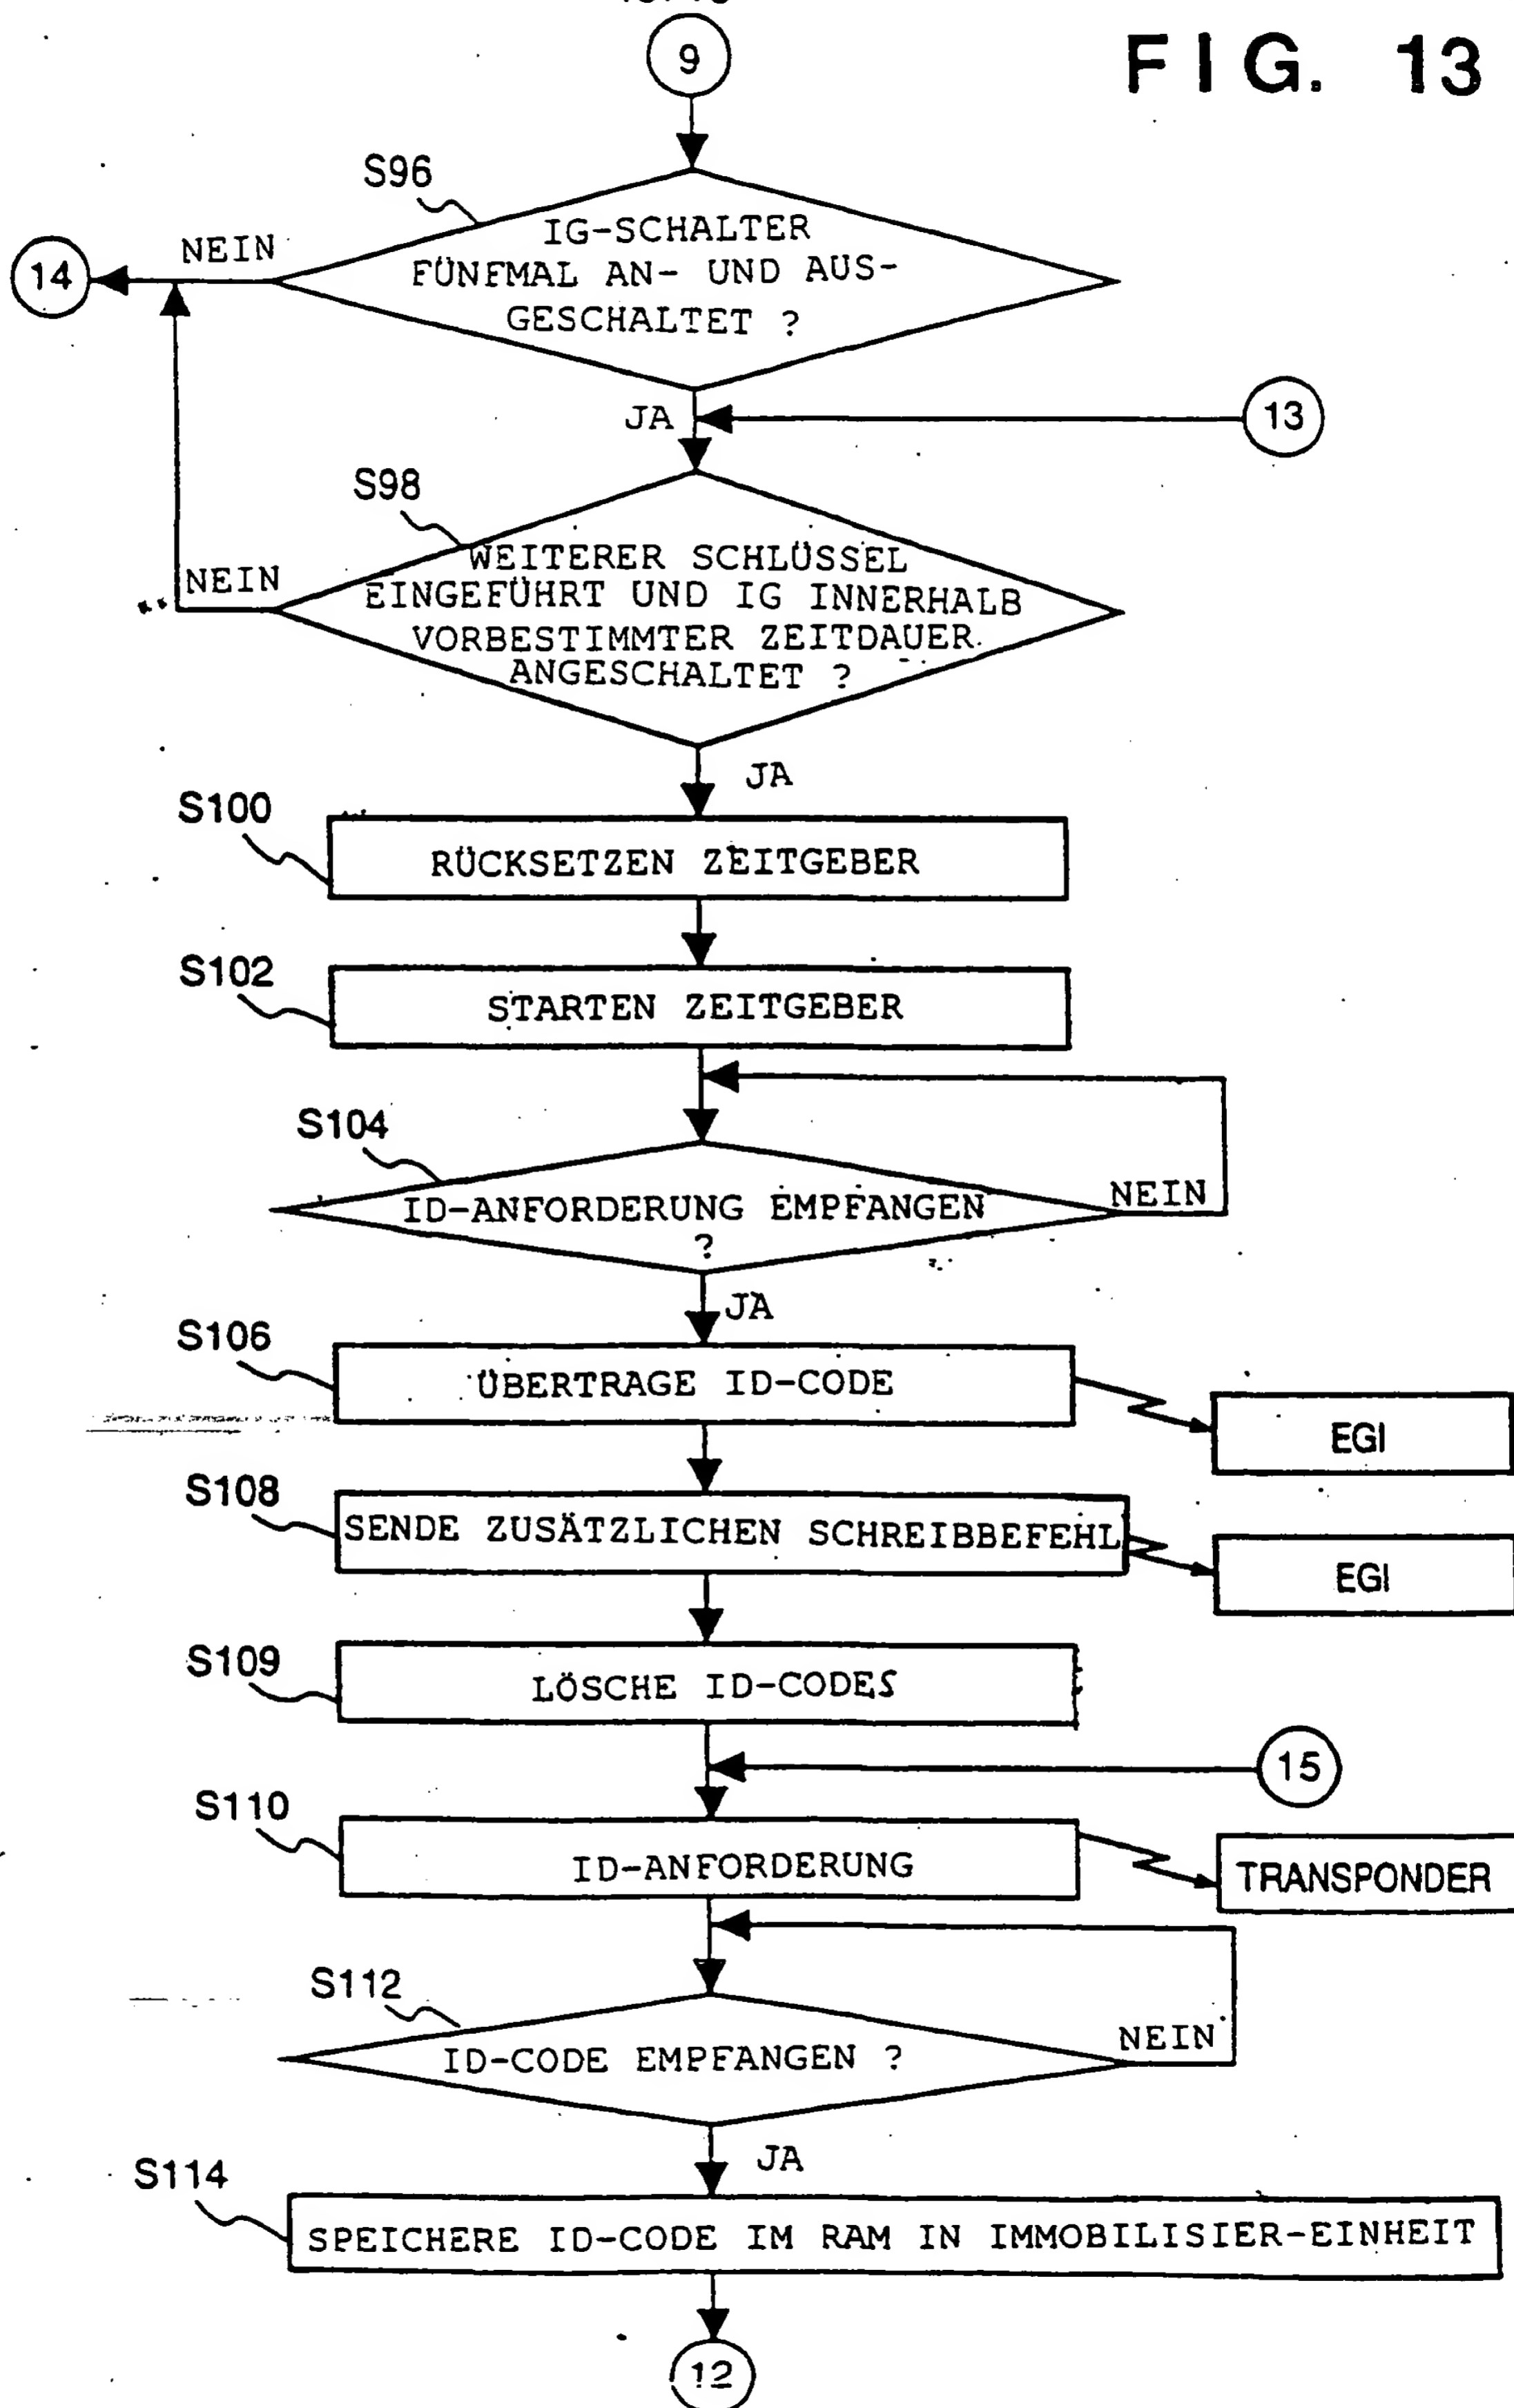 FIG. 13
9
S96
IG-SCHALTER
FÜNFMAL AN- UND AUS-
GESCHALTET ?
NEIN
14
JA
13
S98
WEITERER SCHLÜSSEL
EINGEFÜHRT UND IG INNERHALB
VORBESTIMMTER ZEITDAUER
ANGESCHALTET ?
NEIN
JA
S100
RÜCKSETZEN ZEITGEBER
S102
STARTEN ZEITGEBER
S104
ID-ANFORDERUNG EMPFANGEN
?
NEIN
JA
S106
ÜBERTRAGE ID-CODE
EGI
S108
SENDE ZUSÄTZLICHEN SCHREIBBEFEHL
EGI
S109
LÖSCHE ID-CODES
15
S110
ID-ANFORDERUNG
TRANSPONDER
S112
ID-CODE EMPFANGEN ?
NEIN
JA
S114
SPEICHERE ID-CODE IM RAM IN IMMOBILISIER-EINHEIT
12